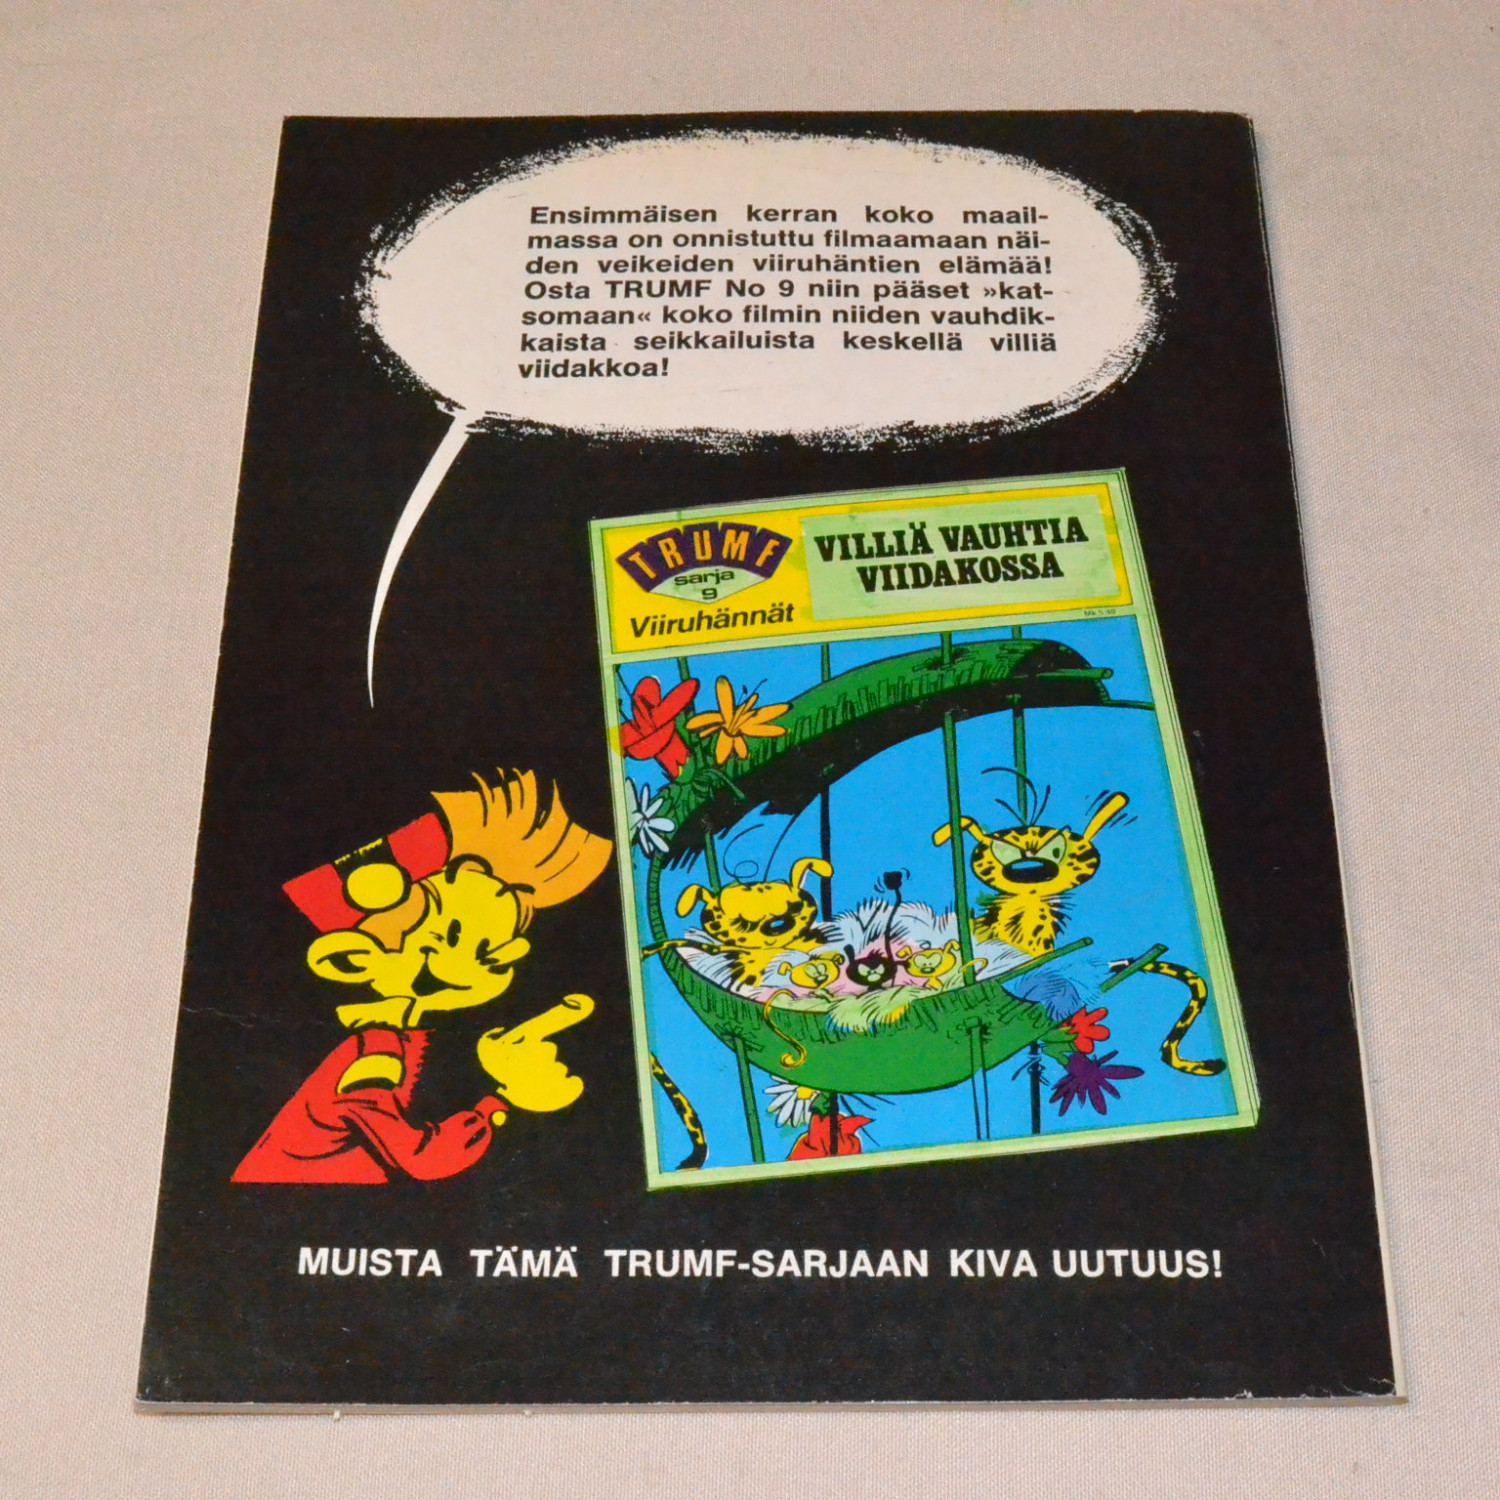 Ensimmäisen kerran koko maail-
massa on onnistuttu filmaamaan näi-
den veikeiden viiruhäntien elämää!
Osta TRUMF No 9 niin pääset »kat-
somaan« koko filmin niiden vauhdik-
kaista seikkailuista keskellä villiä
viidakkoa!
TRUMF
sarja
9
Viiruhännät
VILLIÄ VAUHTIA
VIIDAKOSSA
MUISTA TÄMÄ TRUMF-SARJAAN KIVA UUTUUS!